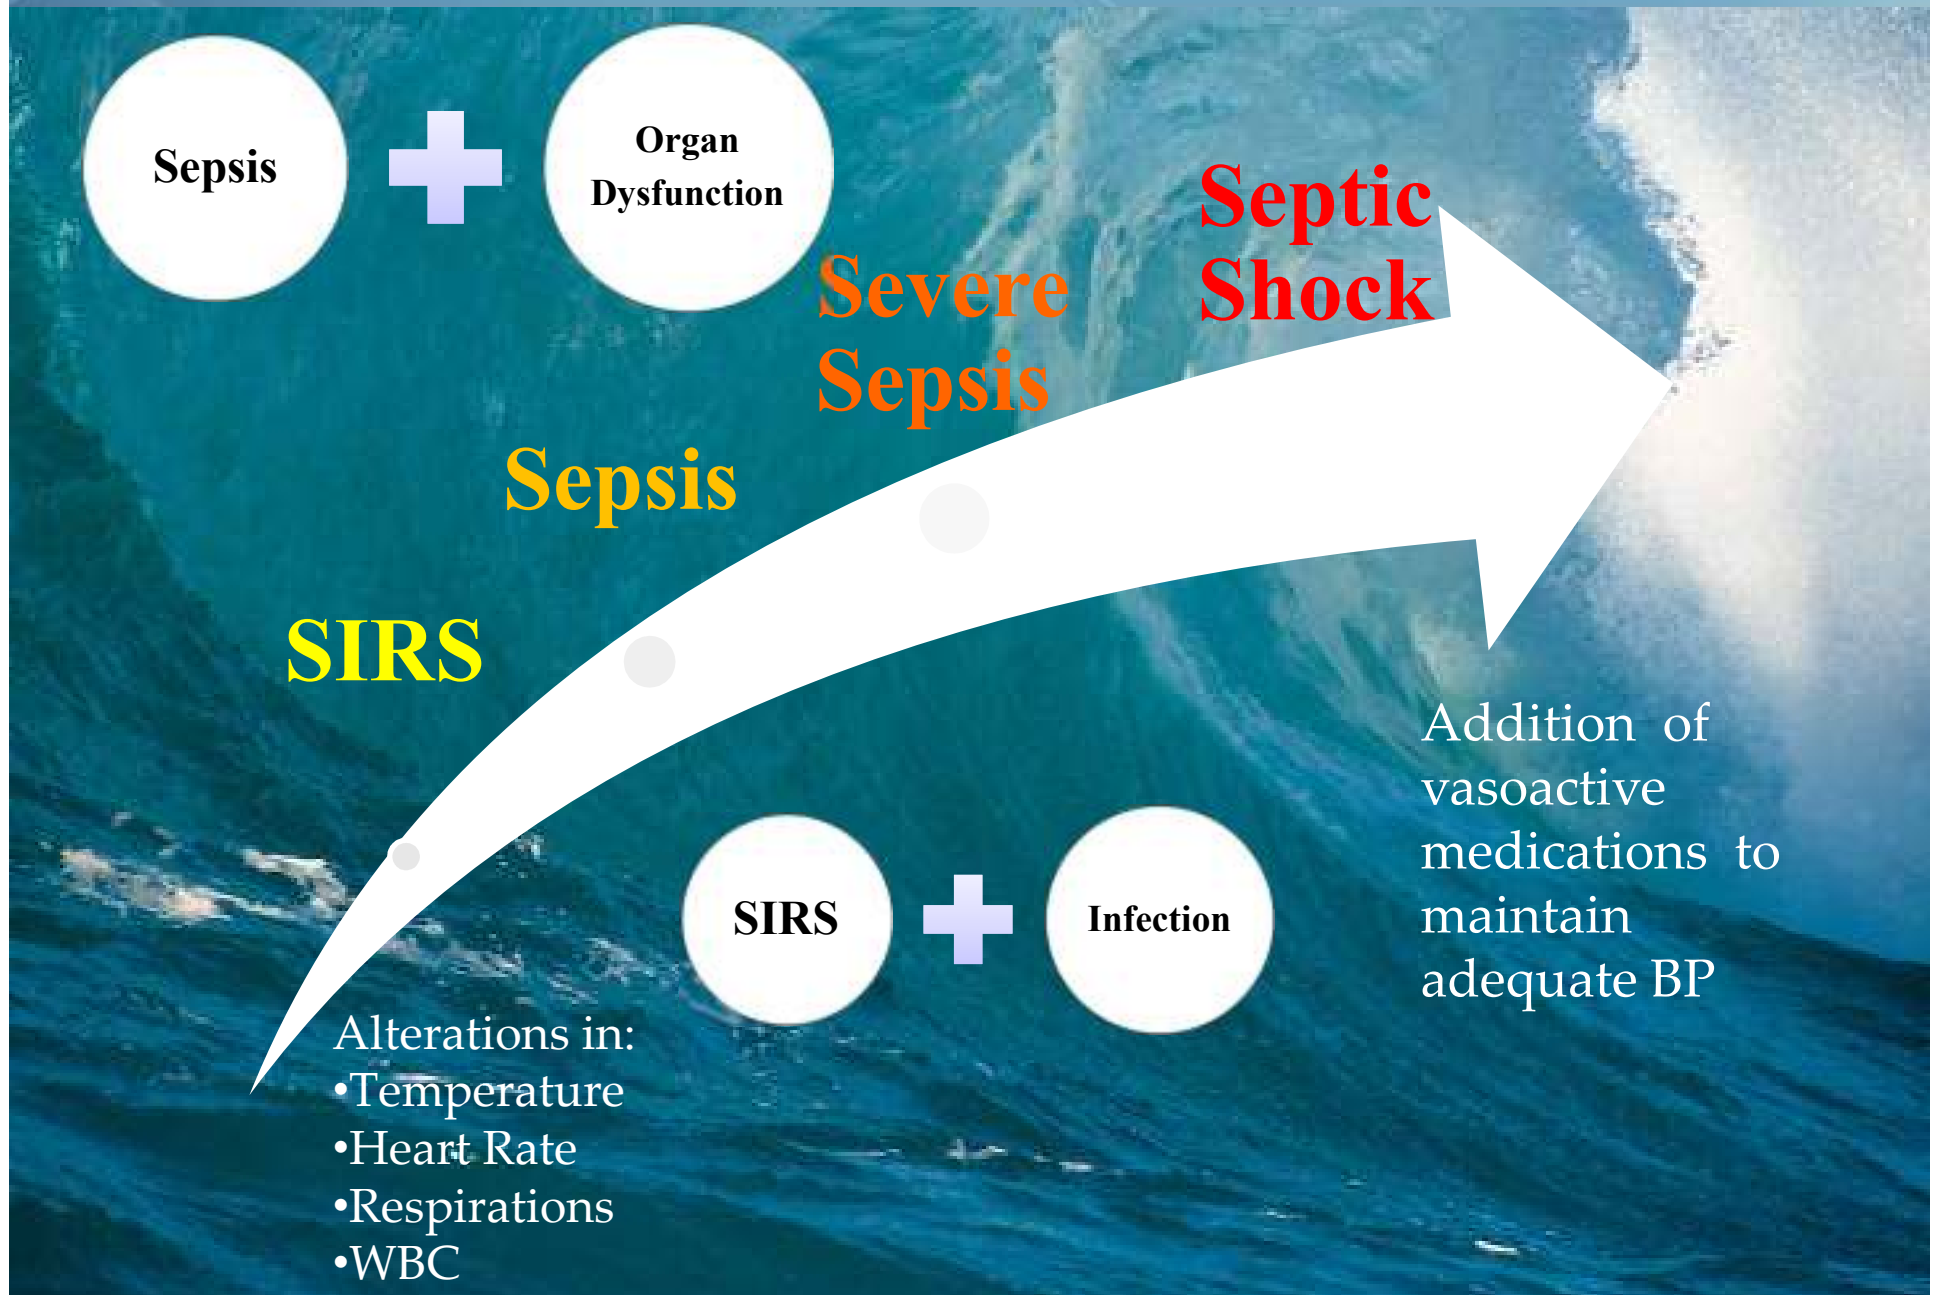 Sepsis
Organ
Dysfunction
Septic
Shock
Severe
Sepsis
Sepsis
SIRS
SIRS
Infection
Addition of
vasoactive
medications to
maintain
adequate BP
Alterations in:
•Temperature
•Heart Rate
•Respirations
•WBC